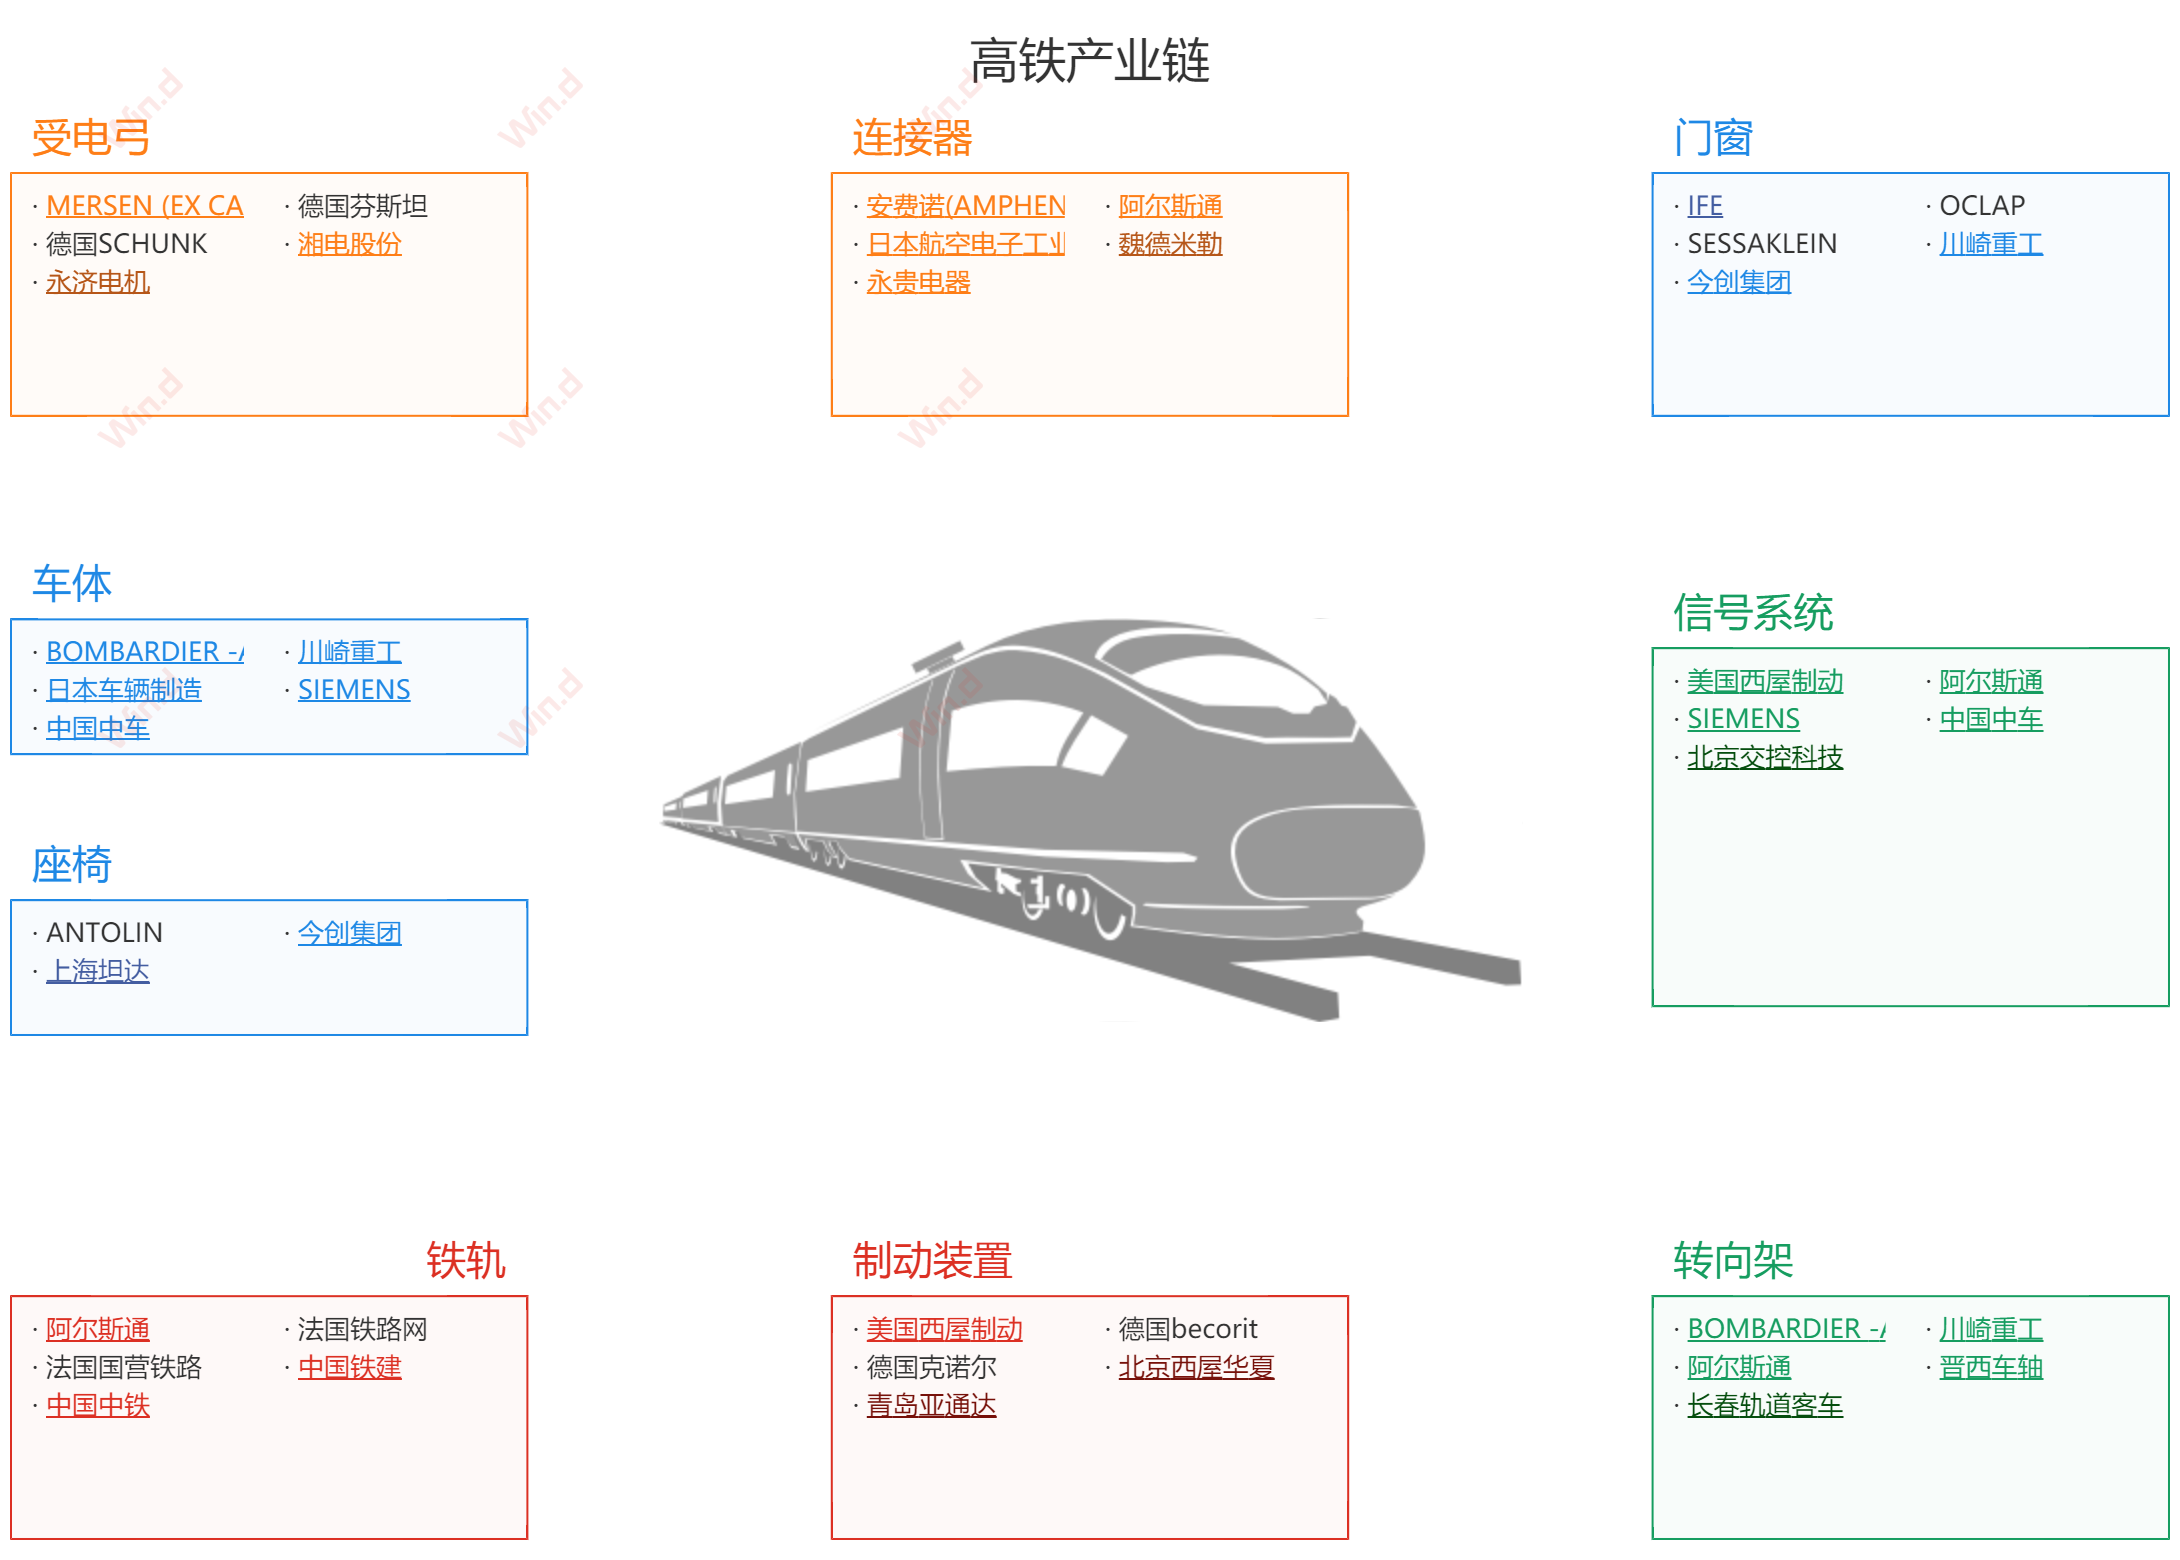 高铁产业链
受电弓
· MERSEN (EX CA
· 德国芬斯坦
· 德国SCHUNK
· 湘电股份
· 永济电机
连接器
· 安费诺(AMPHEN
· 阿尔斯通
· 日本航空电子工业
· 魏德米勒
· 永贵电器
门窗
· IFE
· OCLAP
· SESSAKLEIN
· 川崎重工
· 今创集团
车体
· BOMBARDIER -A
· 川崎重工
· 日本车辆制造
· SIEMENS
· 中国中车
信号系统
· 美国西屋制动
· 阿尔斯通
· SIEMENS
· 中国中车
· 北京交控科技
座椅
· ANTOLIN
· 今创集团
· 上海坦达
铁轨
· 阿尔斯通
· 法国铁路网
· 法国国营铁路
· 中国铁建
· 中国中铁
制动装置
· 美国西屋制动
· 德国becorit
· 德国克诺尔
· 北京西屋华夏
· 青岛亚通达
转向架
· BOMBARDIER -A
· 川崎重工
· 阿尔斯通
· 晋西车轴
· 长春轨道客车
Win.d
Win.d
Win.d
Win.d
Win.d
Win.d
Win.d
Win.d
Win.d